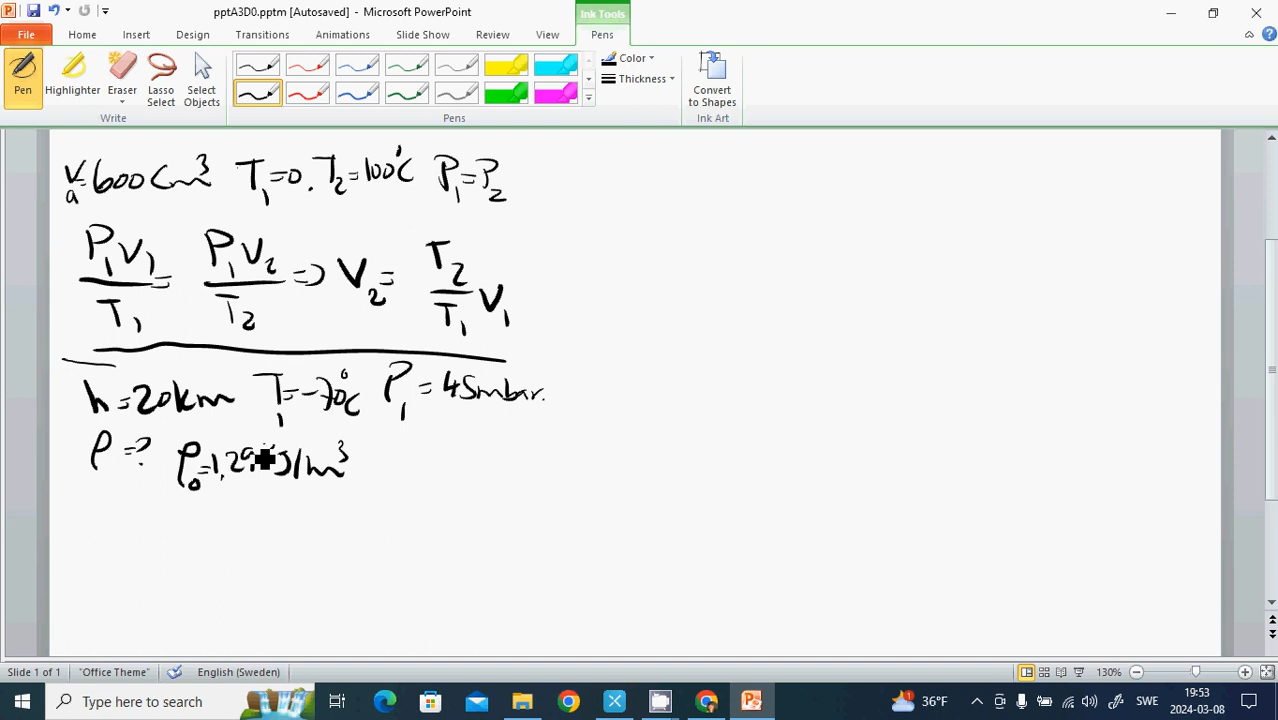 pptA3D0.pptm [Autosaved] - Microsoft PowerPoint
Ink Tools
File Home Insert Design Transitions Animations Slide Show Review View Pens
Pen Highlighter Eraser Lasso Select Select Objects
Color
Thickness
Convert to Shapes
Write Pens Ink Art
Va=600cm³ T₁=0. T₂=100°C P₁=P₂
P₁V₁/T₁ = P₁V₂/T₂ => V₂ = T₂/T₁ V₁
h=20km T₁=-70°C P₁=45mbar.
ρ=? ρ₀=1.29 /m³
Slide 1 of 1 "Office Theme" English (Sweden) 130%
Type here to search 36°F SWE 19:53
2024-03-08